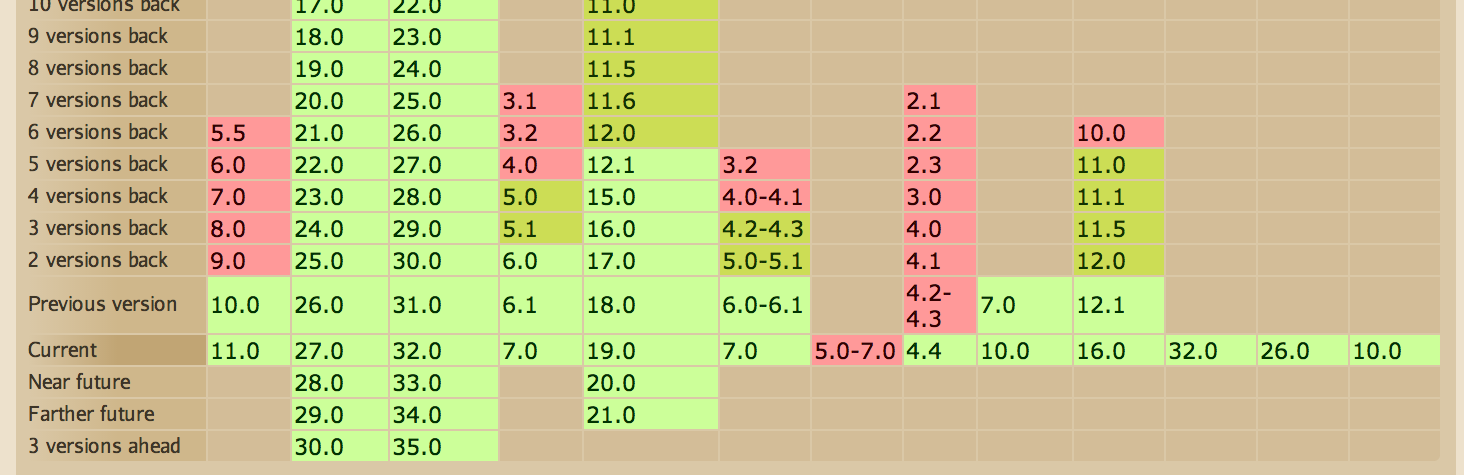 10 versions back 17.0 22.0 11.0
9 versions back 18.0 23.0 11.1
8 versions back 19.0 24.0 11.5
7 versions back 20.0 25.0 3.1 11.6 2.1
6 versions back 5.5 21.0 26.0 3.2 12.0 2.2 10.0
5 versions back 6.0 22.0 27.0 4.0 12.1 3.2 2.3 11.0
4 versions back 7.0 23.0 28.0 5.0 15.0 4.0-4.1 3.0 11.1
3 versions back 8.0 24.0 29.0 5.1 16.0 4.2-4.3 4.0 11.5
2 versions back 9.0 25.0 30.0 6.0 17.0 5.0-5.1 4.1 12.0
Previous version 10.0 26.0 31.0 6.1 18.0 6.0-6.1 4.2-4.3 7.0 12.1
Current 11.0 27.0 32.0 7.0 19.0 7.0 5.0-7.0 4.4 10.0 16.0 32.0 26.0 10.0
Near future 28.0 33.0 20.0
Farther future 29.0 34.0 21.0
3 versions ahead 30.0 35.0